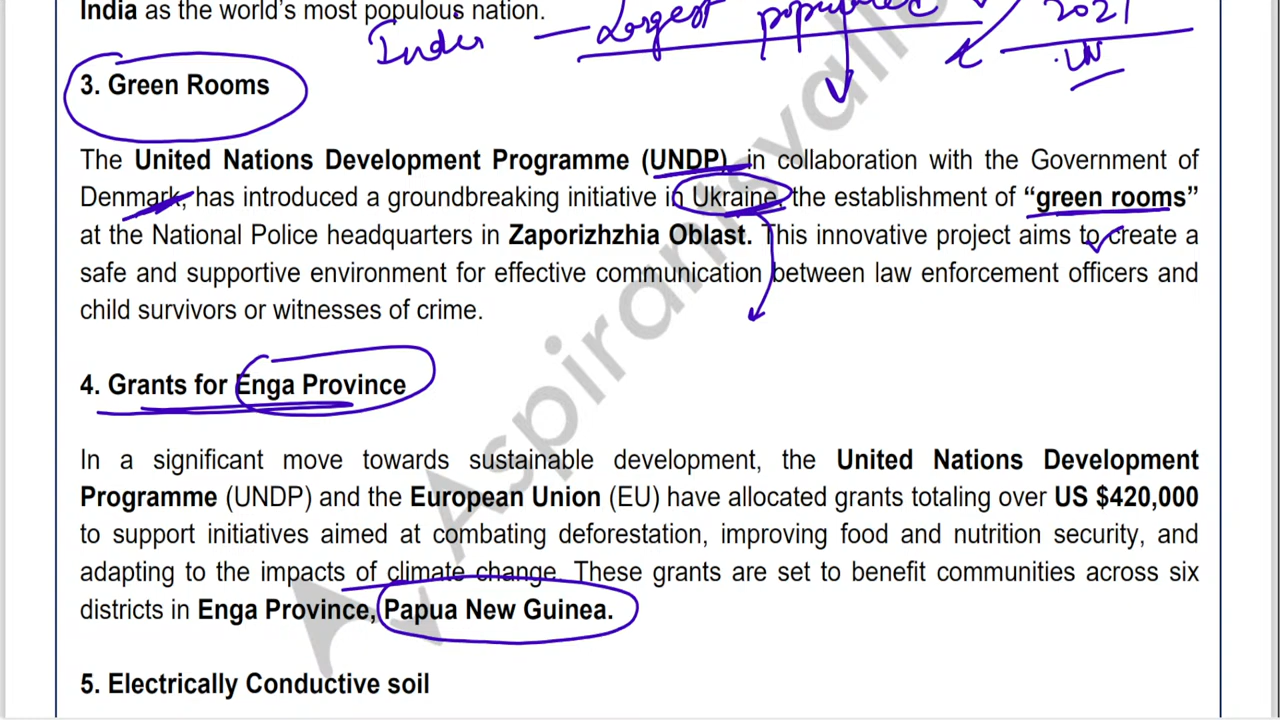 India as the world's most populous nation.
India — Largest populated
2021
UN
3. Green Rooms
The United Nations Development Programme (UNDP), in collaboration with the Government of
Denmark, has introduced a groundbreaking initiative in Ukraine, the establishment of “green rooms”
at the National Police headquarters in Zaporizhzhia Oblast. This innovative project aims to create a
safe and supportive environment for effective communication between law enforcement officers and
child survivors or witnesses of crime.
4. Grants for Enga Province
In a significant move towards sustainable development, the United Nations Development
Programme (UNDP) and the European Union (EU) have allocated grants totaling over US $420,000
to support initiatives aimed at combating deforestation, improving food and nutrition security, and
adapting to the impacts of climate change. These grants are set to benefit communities across six
districts in Enga Province, Papua New Guinea.
5. Electrically Conductive soil